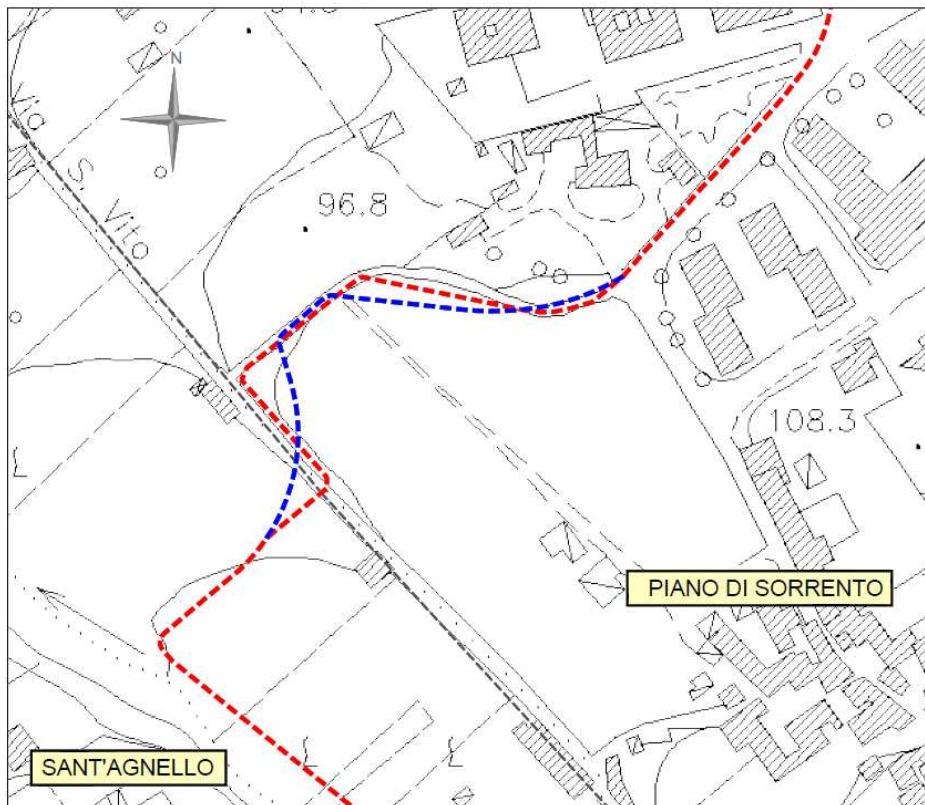 N
Via S. Vito
96.8
108.3
PIANO DI SORRENTO
SANT'AGNELLO